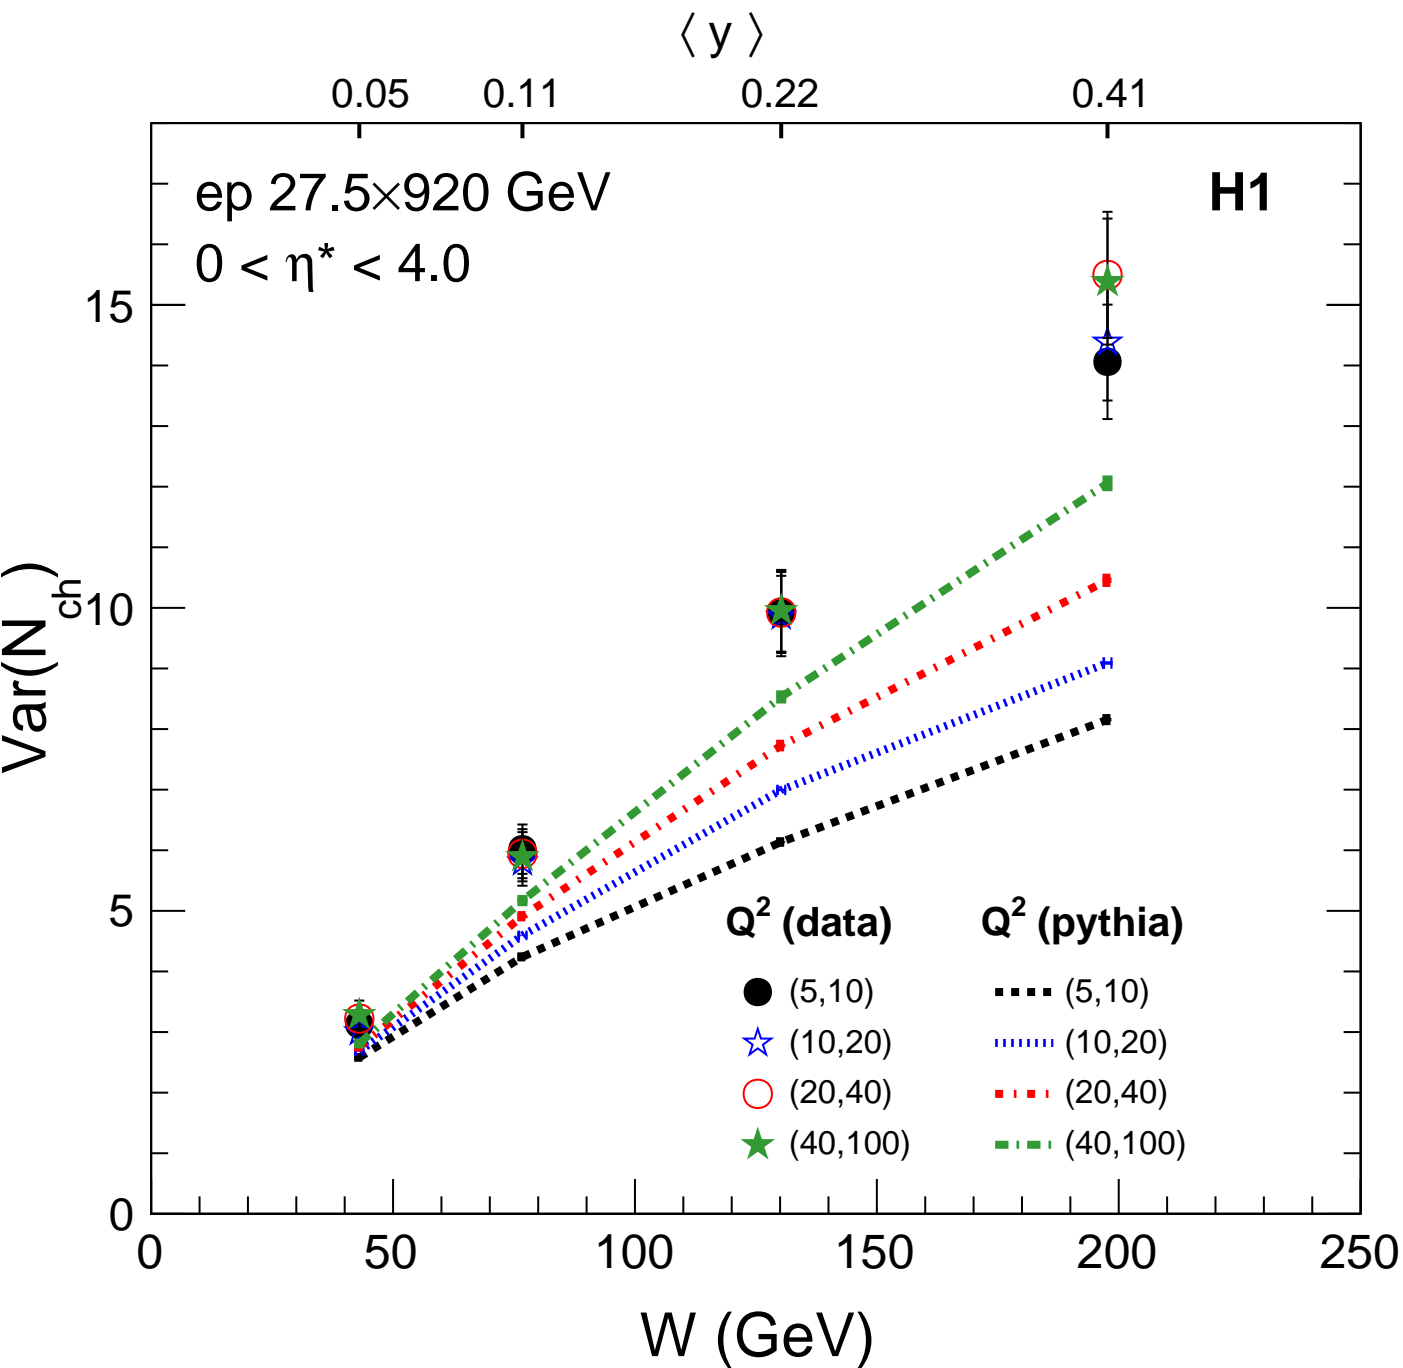 ⟨ y ⟩
0.05 0.11 0.22 0.41
ep 27.5×920 GeV
H1
0 < η* < 4.0
15
10
5
0
Var(N_ch)
Q² (data) Q² (pythia)
(5,10) (5,10)
(10,20) (10,20)
(20,40) (20,40)
(40,100) (40,100)
0 50 100 150 200 250
W (GeV)